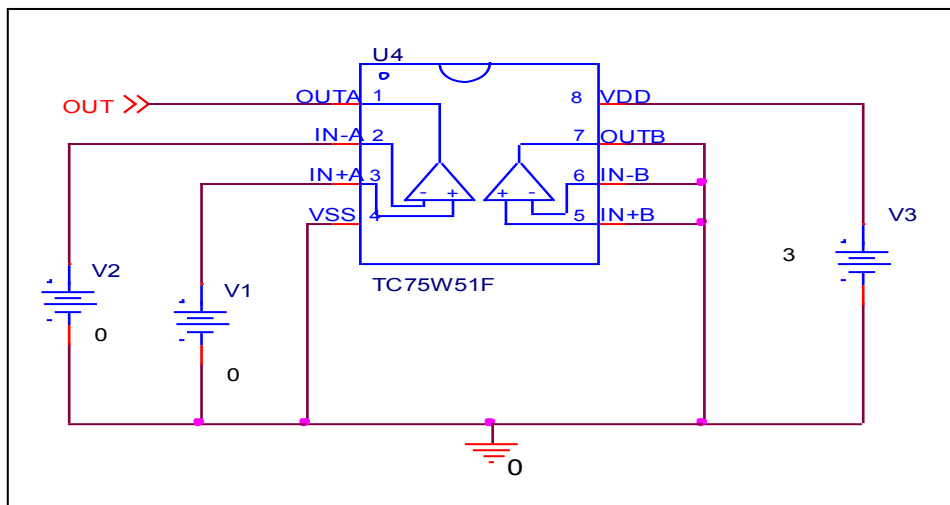 U4
OUT
OUTA 1 8 VDD
IN-A 2 7 OUTB
IN+A 3 6 IN-B
- + + -
VSS 4 5 IN+B
V3
3
V2
TC75W51F
V1
0
0
0